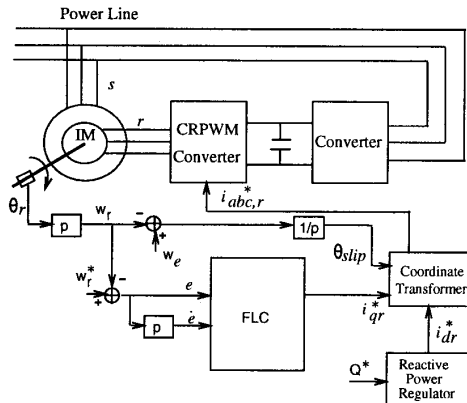 Power Line
s
IM
r
CRPWM
Converter
Converter
i*abc,r
θr
p
wr
-
+
we
1/p
θslip
wr*
-
+
e
p
ė
FLC
i*qr
Coordinate
Transformer
i*dr
Q*
Reactive
Power
Regulator